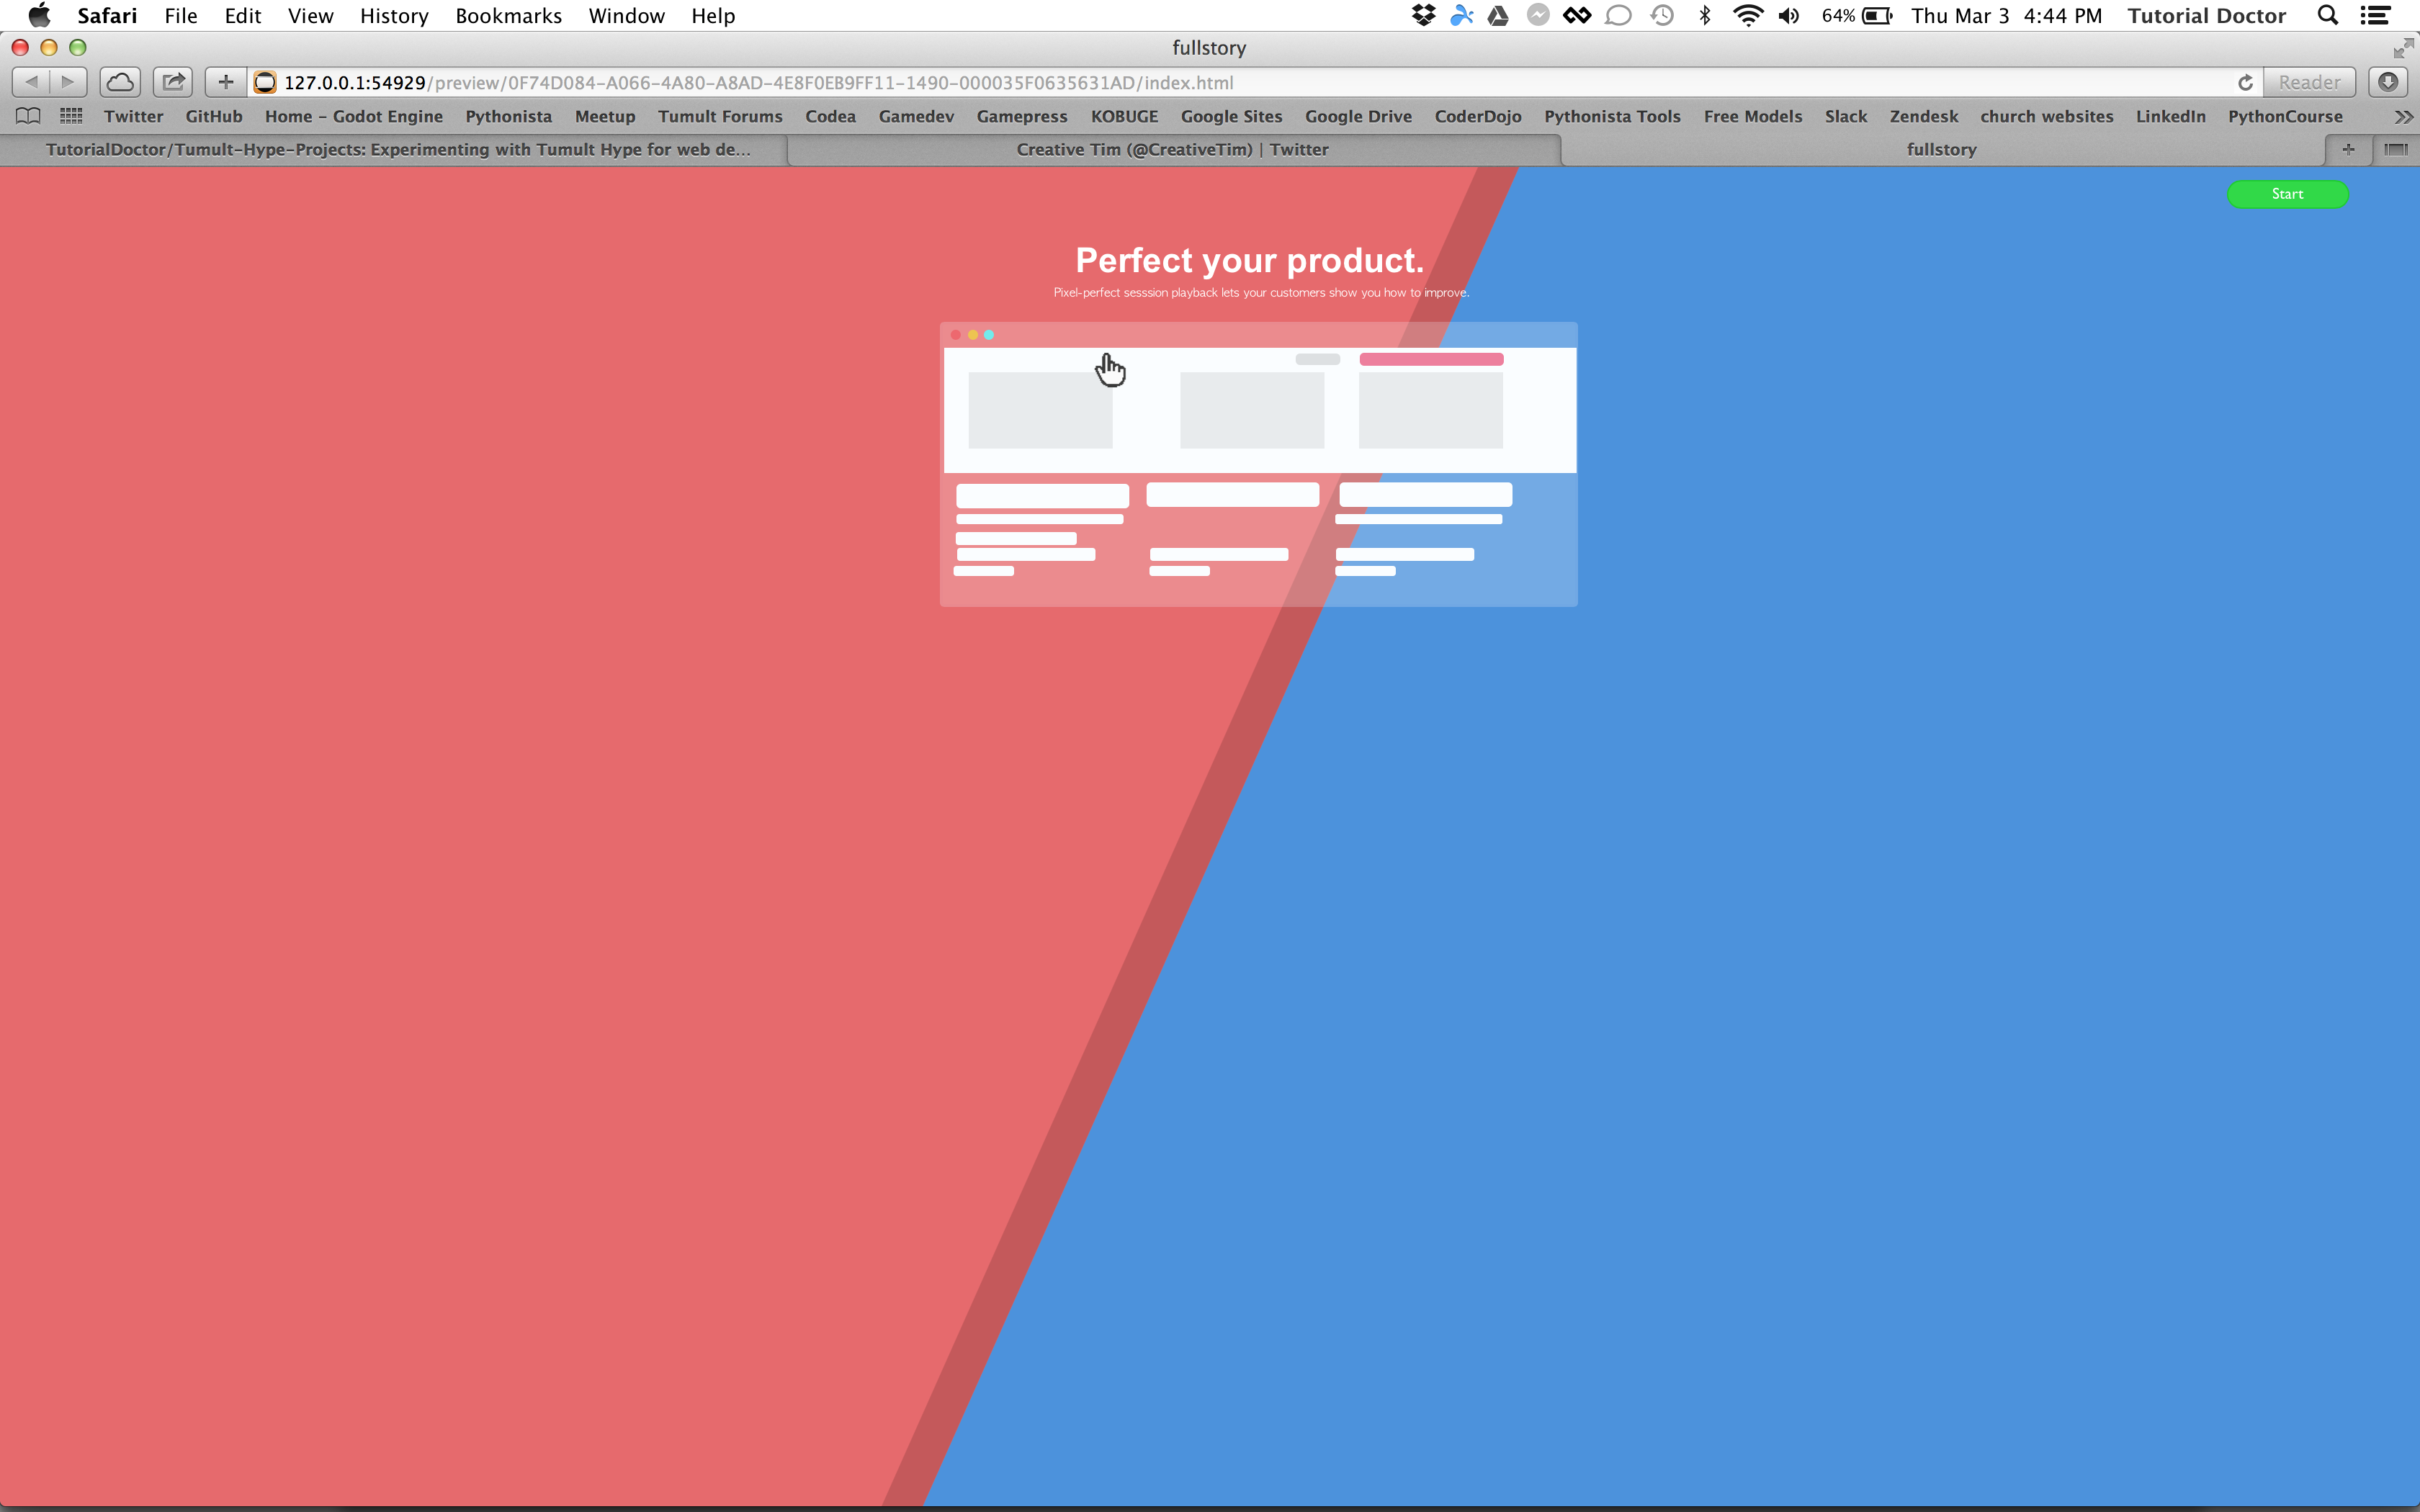 Safari File Edit View History Bookmarks Window Help 64% Thu Mar 3 4:44 PM Tutorial Doctor
fullstory
127.0.0.1:54929/preview/0F74D084-A066-4A80-A8AD-4E8F0EB9FF11-1490-000035F0635631AD/index.html Reader
Twitter GitHub Home – Godot Engine Pythonista Meetup Tumult Forums Codea Gamedev Gamepress KOBUGE Google Sites Google Drive CoderDojo Pythonista Tools Free Models Slack Zendesk church websites LinkedIn PythonCourse
TutorialDoctor/Tumult-Hype-Projects: Experimenting with Tumult Hype for web de... Creative Tim (@CreativeTim) | Twitter fullstory
Start
Perfect your product.
Pixel-perfect sesssion playback lets your customers show you how to improve.